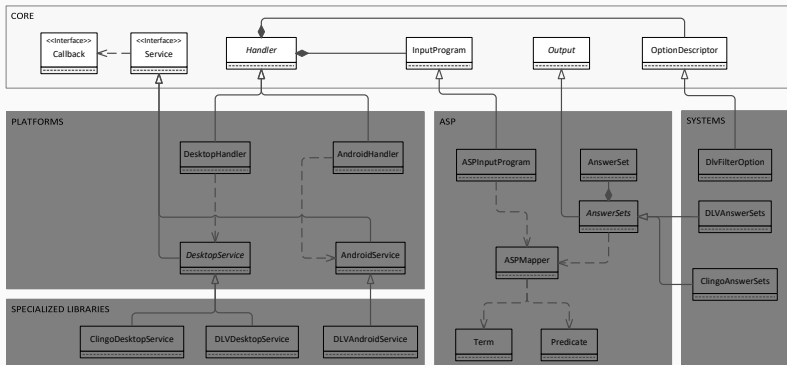 CORE
<<Interface>>
Callback
<<Interface>>
Service
Handler
InputProgram
Output
OptionDescriptor
PLATFORMS
DesktopHandler
AndroidHandler
DesktopService
AndroidService
ASP
ASPInputProgram
AnswerSet
AnswerSets
ASPMapper
Term
Predicate
SYSTEMS
DlvFilterOption
DLVAnswerSets
ClingoAnswerSets
SPECIALIZED LIBRARIES
ClingoDesktopService
DLVDesktopService
DLVAndroidService